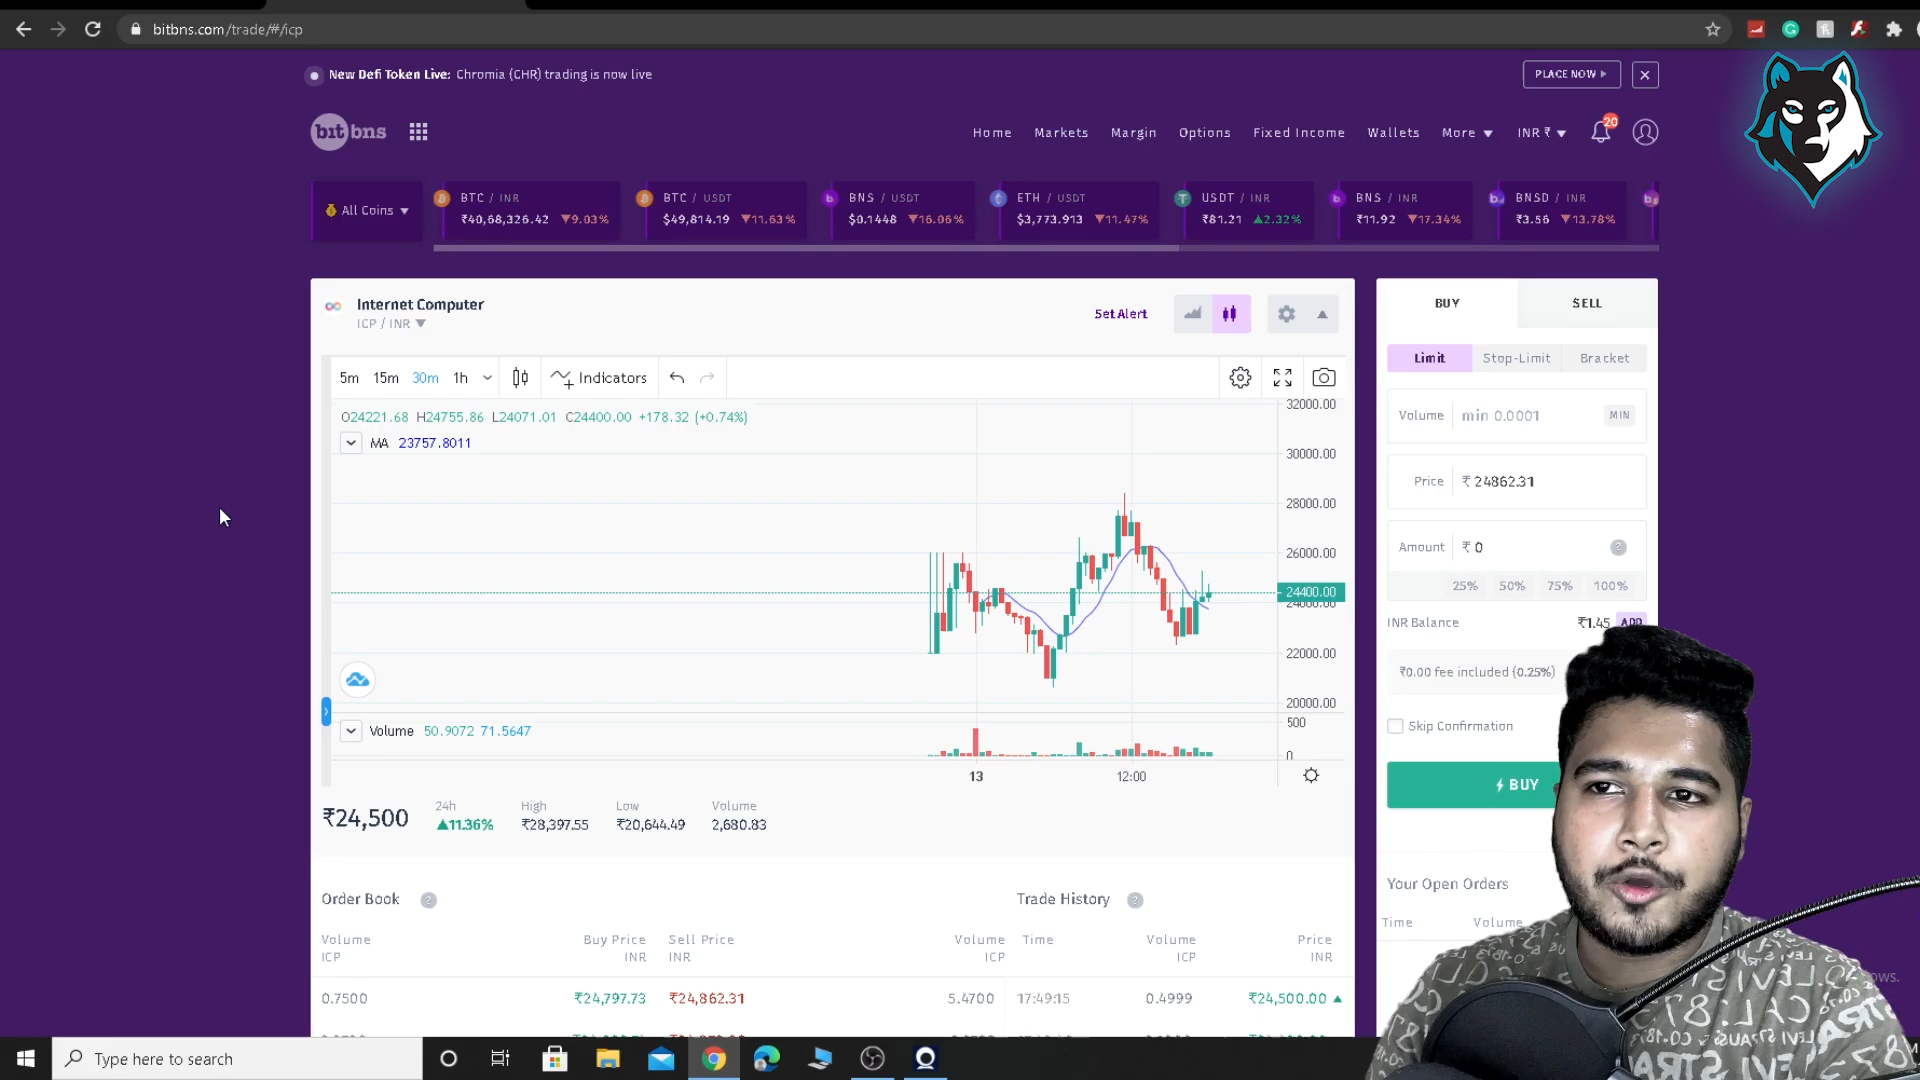 bitbns.com/trade/#/icp
New Defi Token Live: Chromia (CHR) trading is now live
PLACE NOW
bitbns
Home Markets Margin Options Fixed Income Wallets More INR ₹ 20
All Coins
BTC / INR BTC / USDT BNS / USDT ETH / USDT USDT / INR BNS / INR BNSD / INR
₹40,68,326.42 ▼9.03% $49,814.19 ▼11.63% $0.1448 ▼16.06% $3,773.913 ▼11.47% ₹81.21 ▲2.32% ₹11.92 ▼17.34% ₹3.56 ▼13.78%
Internet Computer
ICP / INR ▼
Set Alert
5m 15m 30m 1h Indicators
O24221.68 H24755.86 L24071.01 C24400.00 +178.32 (+0.74%)
MA 23757.8011
32000.00
30000.00
28000.00
26000.00
24400.00
24000.00
22000.00
20000.00
Volume 50.9072 71.5647
500
0
13 12:00
₹24,500
24h High Low Volume
▲11.36% ₹28,397.55 ₹20,644.49 2,680.83
Order Book
Volume Buy Price Sell Price Volume
ICP INR INR ICP
0.7500 ₹24,797.73 ₹24,862.31 5.4700
Trade History
Time Volume Price
ICP INR
17:49:15 0.4999 ₹24,500.00 ▲
BUY SELL
Limit Stop-Limit Bracket
Volume min 0.0001 MIN
Price ₹ 24862.31
Amount ₹ 0
25% 50% 75% 100%
INR Balance ₹1.45 ADD
₹0.00 fee included (0.25%)
Skip Confirmation
BUY
Your Open Orders
Time Volume
Type here to search